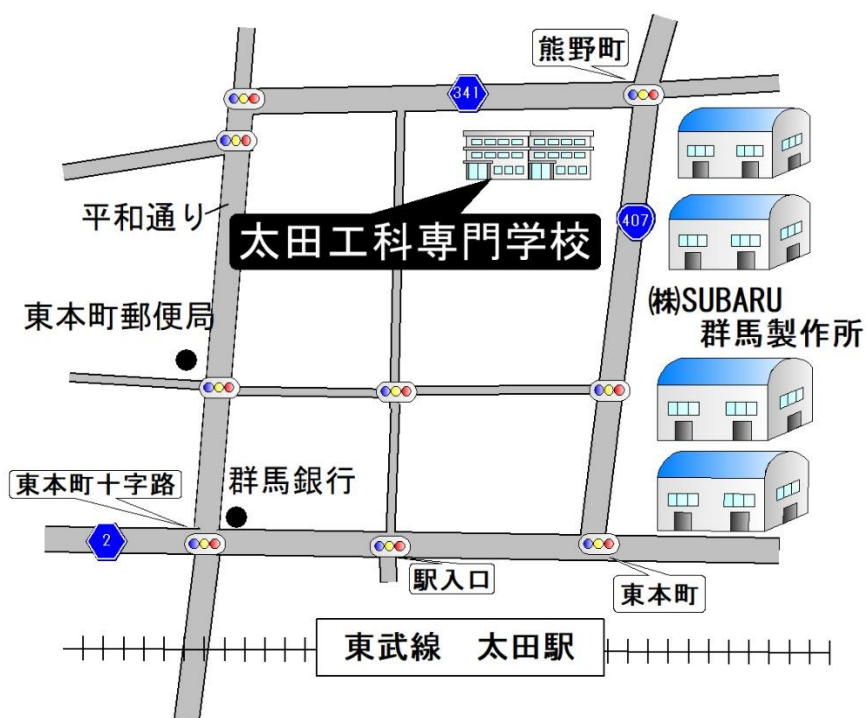 熊野町
341
平和通り
太田工科専門学校
407
㈱SUBARU
群馬製作所
東本町郵便局
東本町十字路
群馬銀行
2
駅入口
東本町
東武線　太田駅